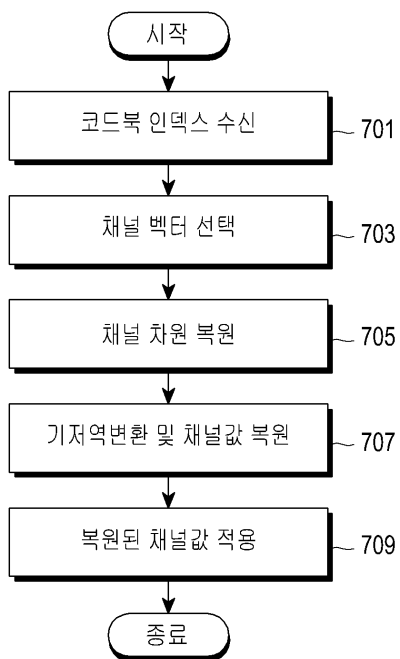 시작
코드북 인덱스 수신
701
채널 벡터 선택
703
채널 차원 복원
705
기저역변환 및 채널값 복원
707
복원된 채널값 적용
709
종료